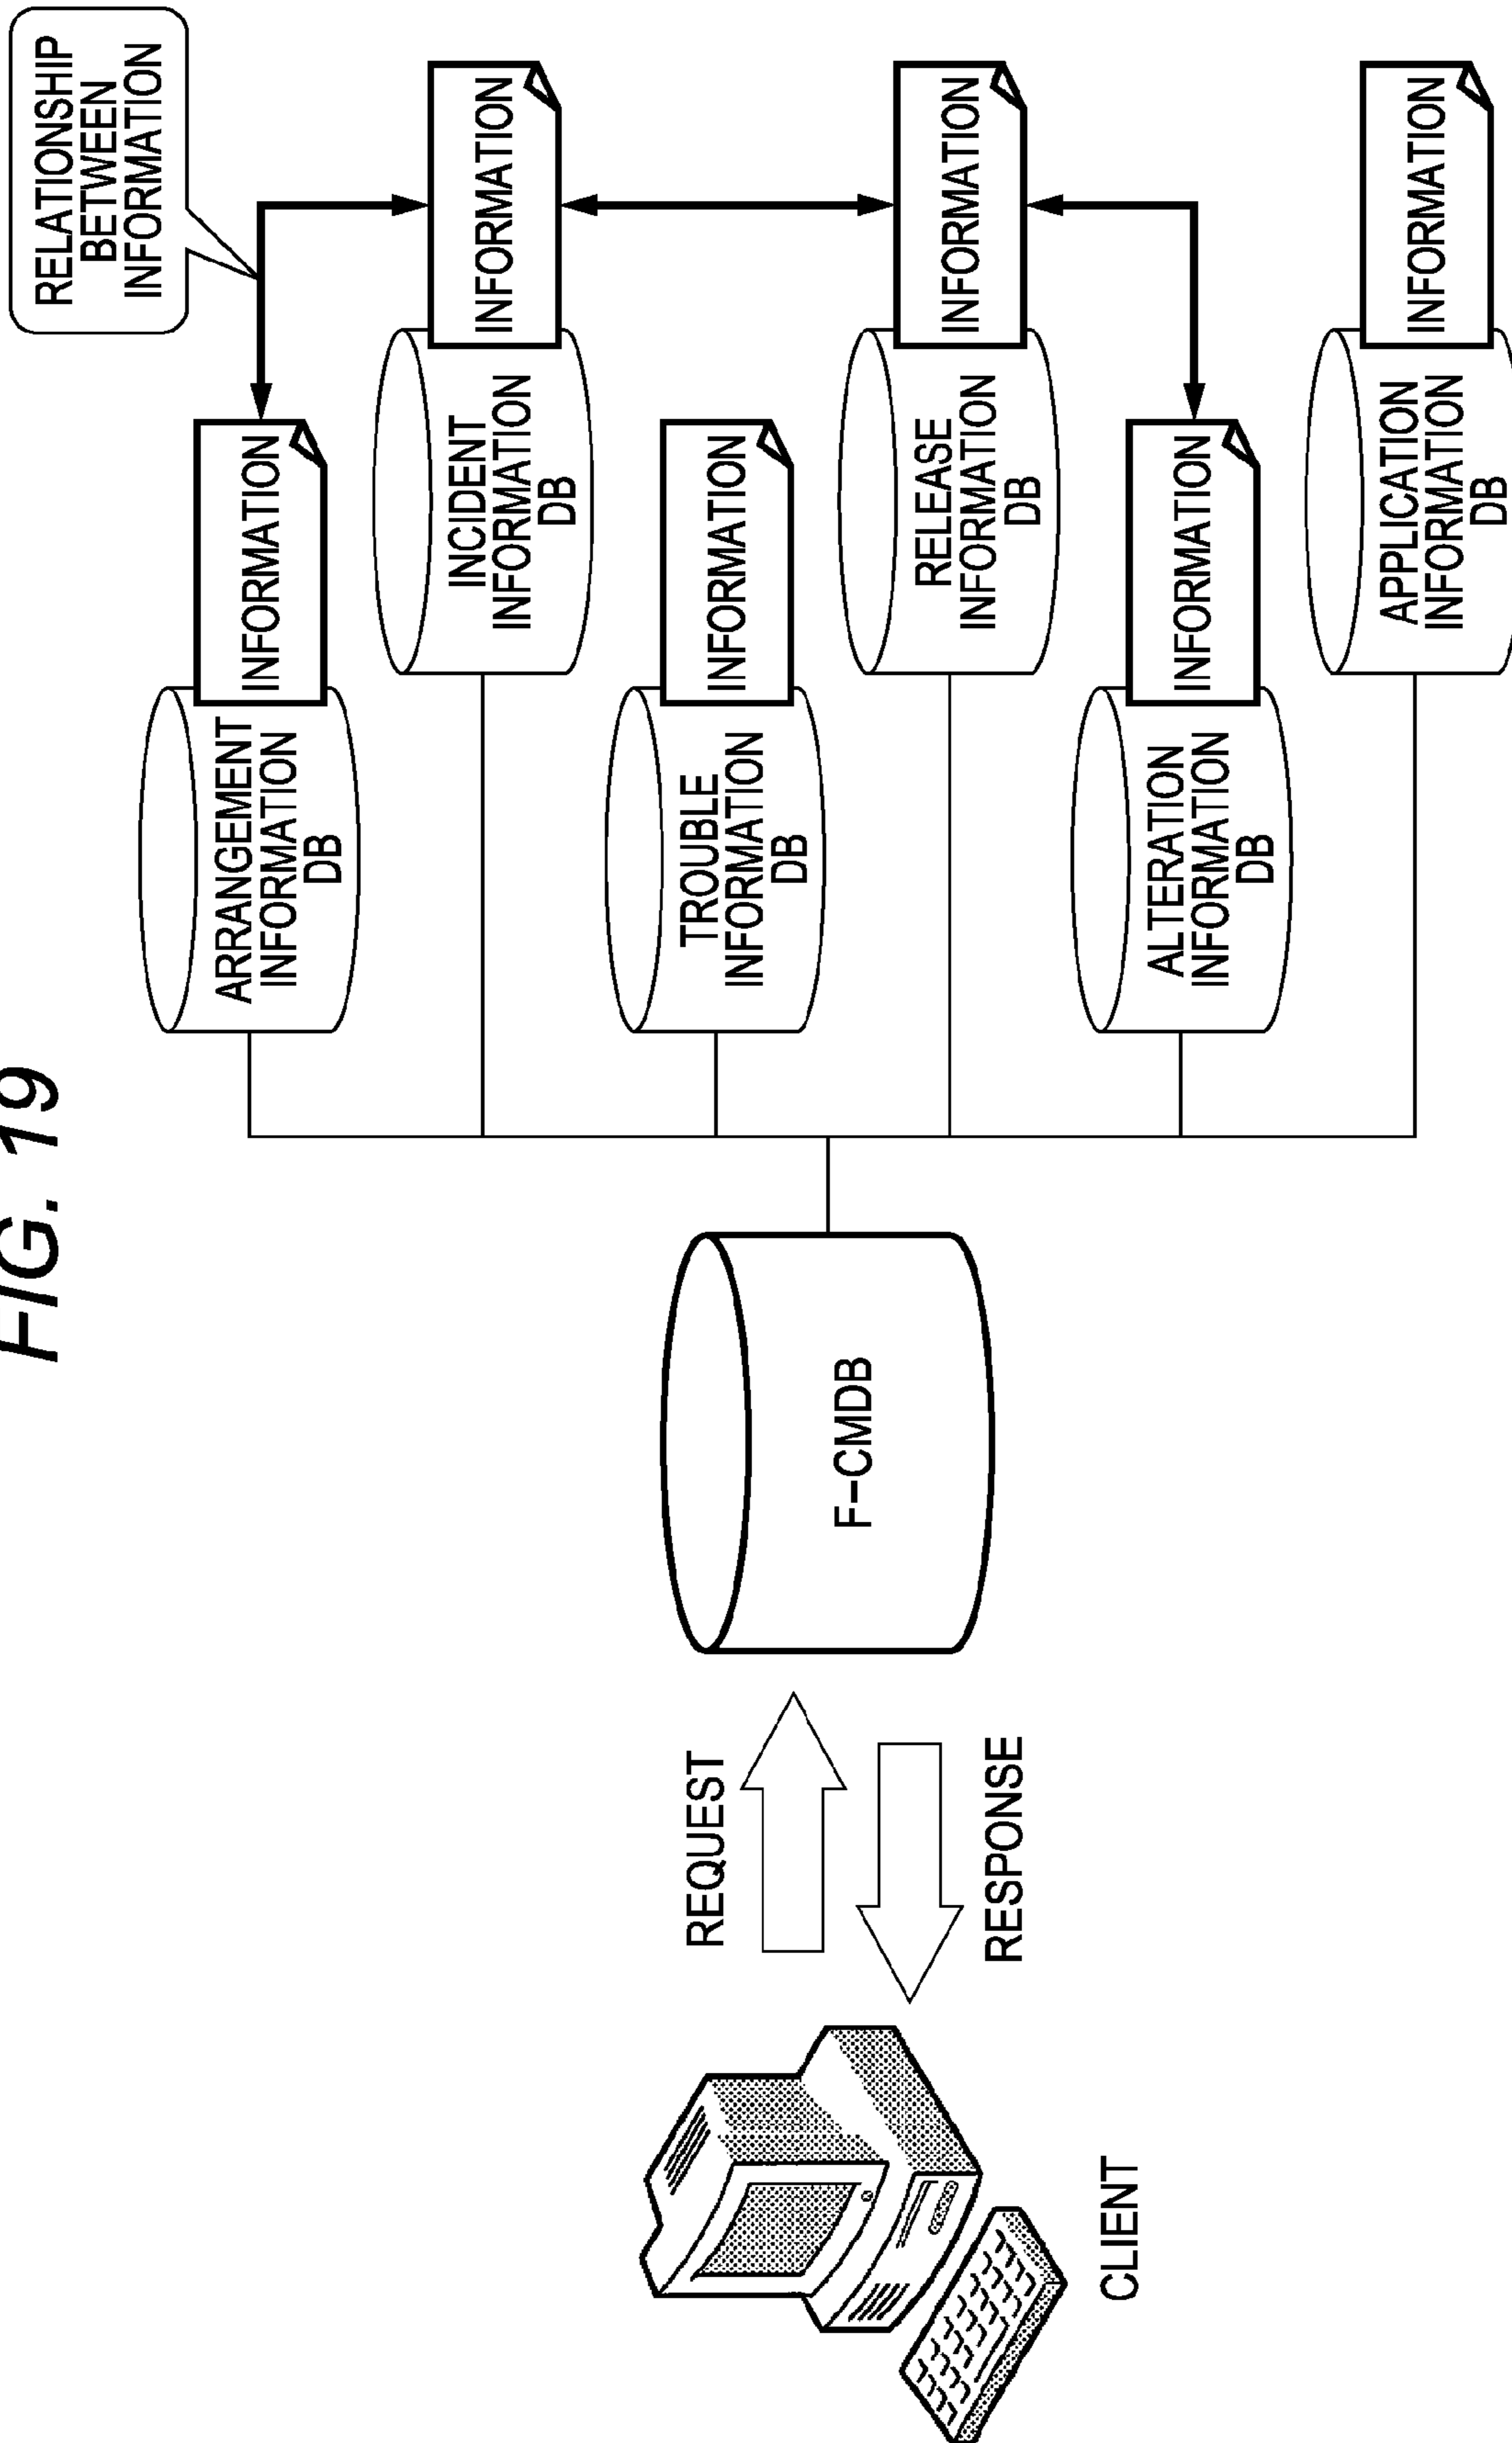 FIG. 19
RELATIONSHIP
BETWEEN
INFORMATION
ARRANGEMENT
INFORMATION
DB
INFORMATION
INCIDENT
INFORMATION
DB
INFORMATION
TROUBLE
INFORMATION
DB
INFORMATION
RELEASE
INFORMATION
DB
INFORMATION
ALTERATION
INFORMATION
DB
INFORMATION
APPLICATION
INFORMATION
DB
INFORMATION
F-CMDB
REQUEST
RESPONSE
CLIENT